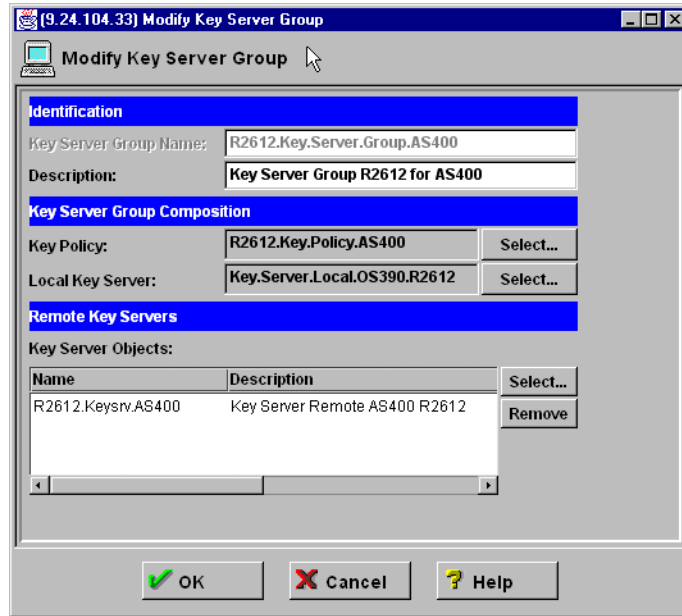 (9.24.104.33) Modify Key Server Group
Modify Key Server Group
Identification
Key Server Group Name: R2612.Key.Server.Group.AS400
Description: Key Server Group R2612 for AS400
Key Server Group Composition
Key Policy: R2612.Key.Policy.AS400 Select...
Local Key Server: Key.Server.Local.OS390.R2612 Select...
Remote Key Servers
Key Server Objects:
Name Description Select...
R2612.Keysrv.AS400 Key Server Remote AS400 R2612 Remove
OK Cancel Help